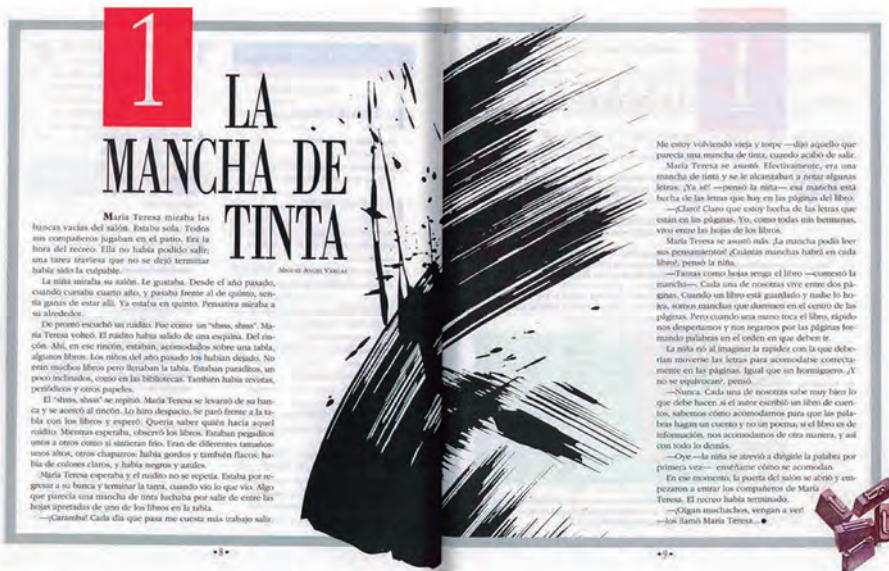 1
LA
MANCHA DE
TINTA
MIGUEL ÁNGEL VARGAS
María Teresa miraba las
bancas vacías del salón. Estaba sola. Todos
sus compañeros jugaban en el patio. Era la
hora del recreo. Ella no había podido salir;
una tarea traviesa que no se dejó terminar
había sido la culpable.
La niña miraba su salón. Le gustaba. Desde el año pasado,
cuando cursaba cuarto año, y pasaba frente al de quinto, sen-
tía ganas de estar allí. Ya estaba en quinto. Pensativa miraba a
su alrededor.
De pronto escuchó un ruidito. Fue como un "shsss, shsss". Ma-
ría Teresa volteó. El ruidito había salido de una esquina. Del rin-
cón. Ahí, en ese rincón, estaban, acomodados sobre una tabla,
algunos libros. Los niños del año pasado los habían dejado. No
eran muchos libros pero llenaban la tabla. Estaban paraditos, un
poco inclinados, como en las bibliotecas. También había revistas,
periódicos y otros papeles.
El "shsss, shsss" se repitió. María Teresa se levantó de su ban-
ca y se acercó al rincón. Lo hizo despacio. Se paró frente a la ta-
bla con los libros y esperó. Quería saber quién hacía aquel
ruidito. Mientras esperaba, observó los libros. Estaban pegaditos
unos a otros como si sintieran frío. Eran de diferentes tamaños:
unos altos, otros chaparros; había gordos y también flacos; ha-
bía de colores claros, y había negros y azules.
María Teresa esperaba y el ruidito no se repetía. Estaba por re-
gresar a su banca y terminar la tarea, cuando vio lo que vio. Algo
que parecía una mancha de tinta luchaba por salir de entre las
hojas apretadas de uno de los libros en la tabla.
—¡Caramba! Cada día que pasa me cuesta más trabajo salir.
•8•
Me estoy volviendo vieja y torpe —dijo aquello que
parecía una mancha de tinta, cuando acabó de salir.
María Teresa se asustó. Efectivamente, era una
mancha de tinta y se le alcanzaban a notar algunas
letras. ¡Ya sé! —pensó la niña— esa mancha está
hecha de las letras que hay en las páginas del libro.
—¡Claro! Claro que estoy hecha de las letras que
están en las páginas. Yo, como todas mis hermanas,
vivo entre las hojas de los libros.
María Teresa se asustó más. ¡La mancha podía leer
sus pensamientos! ¿Cuántas manchas habrá en cada
libro?, pensó la niña.
—Tantas como hojas tenga el libro —contestó la
mancha—. Cada una de nosotras vive entre dos pá-
ginas. Cuando un libro está guardado y nadie lo ho-
jea, somos manchas que duermen en el centro de las
páginas. Pero cuando una mano toca el libro, rápido
nos despertamos y nos regamos por las páginas for-
mando palabras en el orden en que deben ir.
La niña rió al imaginar la rapidez con la que debe-
rían moverse las letras para acomodarse correcta-
mente en las páginas. Igual que un hormiguero. ¿Y
no se equivocan?, pensó.
—Nunca. Cada una de nosotras sabe muy bien lo
que debe hacer: si el autor escribió un libro de cuen-
tos, sabemos cómo acomodarnos para que las pala-
bras hagan un cuento y no un poema; si el libro es de
información, nos acomodamos de otra manera, y así
con todo lo demás.
—Oye —la niña se atrevió a dirigirle la palabra por
primera vez— enséñame cómo se acomodan.
En ese momento, la puerta del salón se abrió y em-
pezaron a entrar los compañeros de María
Teresa. El recreo había terminado.
—¡Oigan muchachos, vengan a ver!
—los llamó María Teresa... ●
•9•